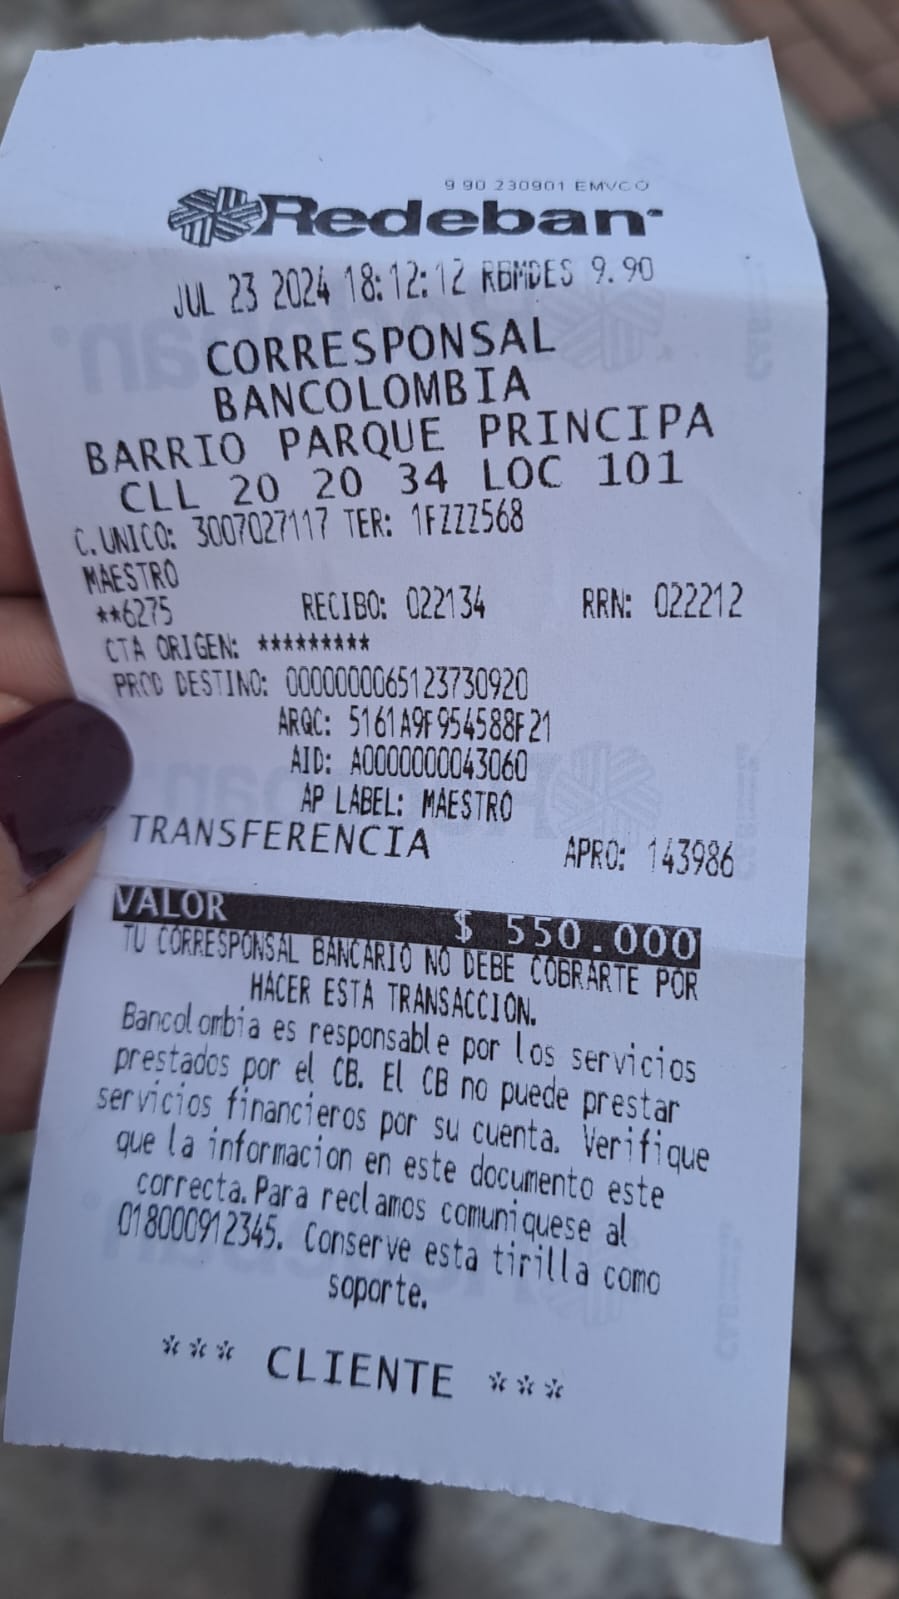 9 90 230901 EMVCO
Redeban
JUL 23 2024 18:12:12 RBMDES 9.90
CORRESPONSAL
BANCOLOMBIA
BARRIO PARQUE PRINCIPA
CLL 20 20 34 LOC 101
C.UNICO: 3007027117 TER: 1FZZZ568
MAESTRO
**6275 RECIBO: 022134 RRN: 022212
CTA ORIGEN: *********
PROD DESTINO: 0000000065123730920
ARQC: 5161A9F954588F21
AID: A0000000043060
AP LABEL: MAESTRO
TRANSFERENCIA APRO: 143986
VALOR $ 550.000
TU CORRESPONSAL BANCARIO NO DEBE COBRARTE POR
HACER ESTA TRANSACCION.
Bancolombia es responsable por los servicios
prestados por el CB. El CB no puede prestar
servicios financieros por su cuenta. Verifique
que la informacion en este documento este
correcta.Para reclamos comuniquese al
018000912345. Conserve esta tirilla como
soporte.
*** CLIENTE ***